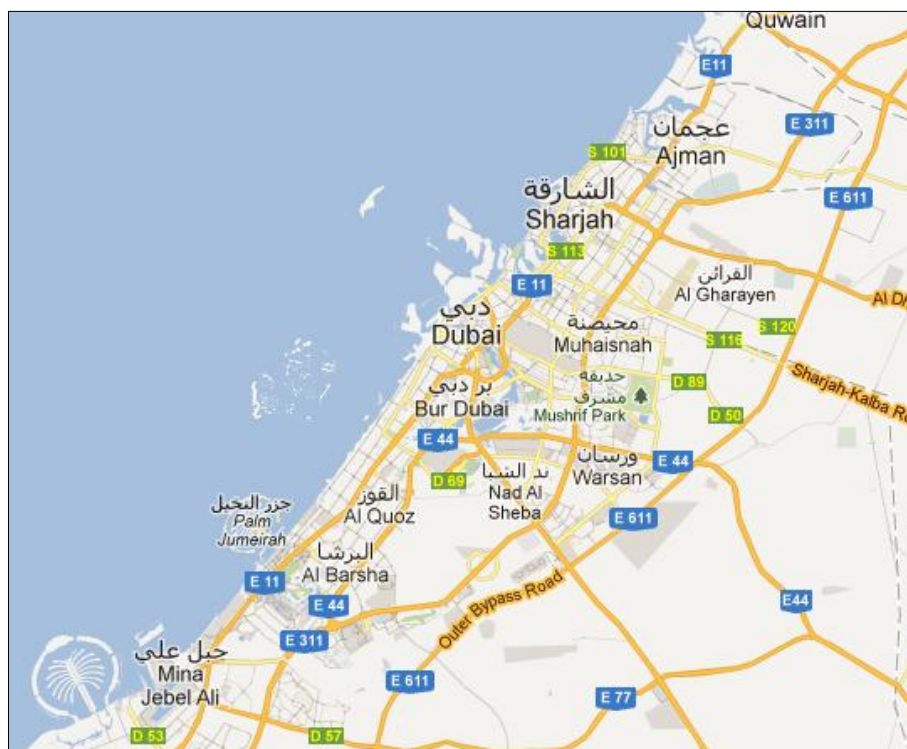 Quwain
E11
E 311
عجمان
Ajman
S 101
E 611
الشارقة
Sharjah
S 113
E 11
القرائن
Al Gharayen
دبي
Dubai
محيصنة
Muhaisnah
S 120
S 116
حديقة
مشرف
Mushrif Park
D 89
Sharjah-Kalba
بر دبي
Bur Dubai
D 50
E 44
ورسان
Warsan
E 44
D 69
ند الشبا
Nad Al
Sheba
القوز
Al Quoz
جزر النخيل
Palm
Jumeirah
E 611
البرشا
Al Barsha
E 11
Outer Bypass Road
E 44
E44
E 311
جبل علي
Mina
Jebel Ali
E 611
E 77
D 53
D 57